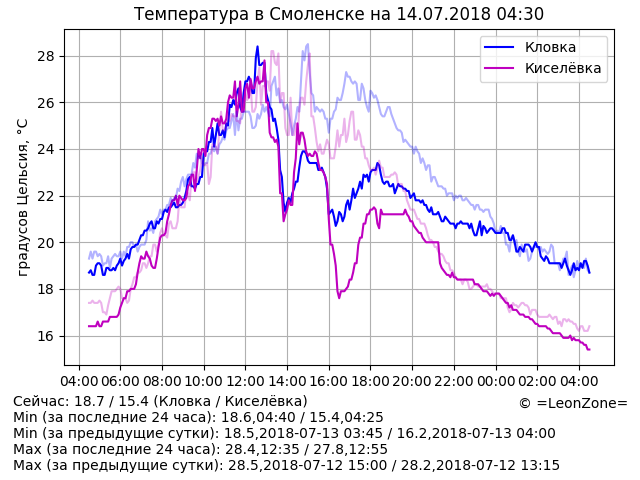 Температура в Смоленске на 14.07.2018 04:30
Кловка
Киселёвка
градусов Цельсия, °C
28
26
24
22
20
18
16
04:00 06:00 08:00 10:00 12:00 14:00 16:00 18:00 20:00 22:00 00:00 02:00 04:00
Сейчас: 18.7 / 15.4 (Кловка / Киселёвка)
© =LeonZone=
Min (за последние 24 часа): 18.6,04:40 / 15.4,04:25
Min (за предыдущие сутки): 18.5,2018-07-13 03:45 / 16.2,2018-07-13 04:00
Max (за последние 24 часа): 28.4,12:35 / 27.8,12:55
Max (за предыдущие сутки): 28.5,2018-07-12 15:00 / 28.2,2018-07-12 13:15